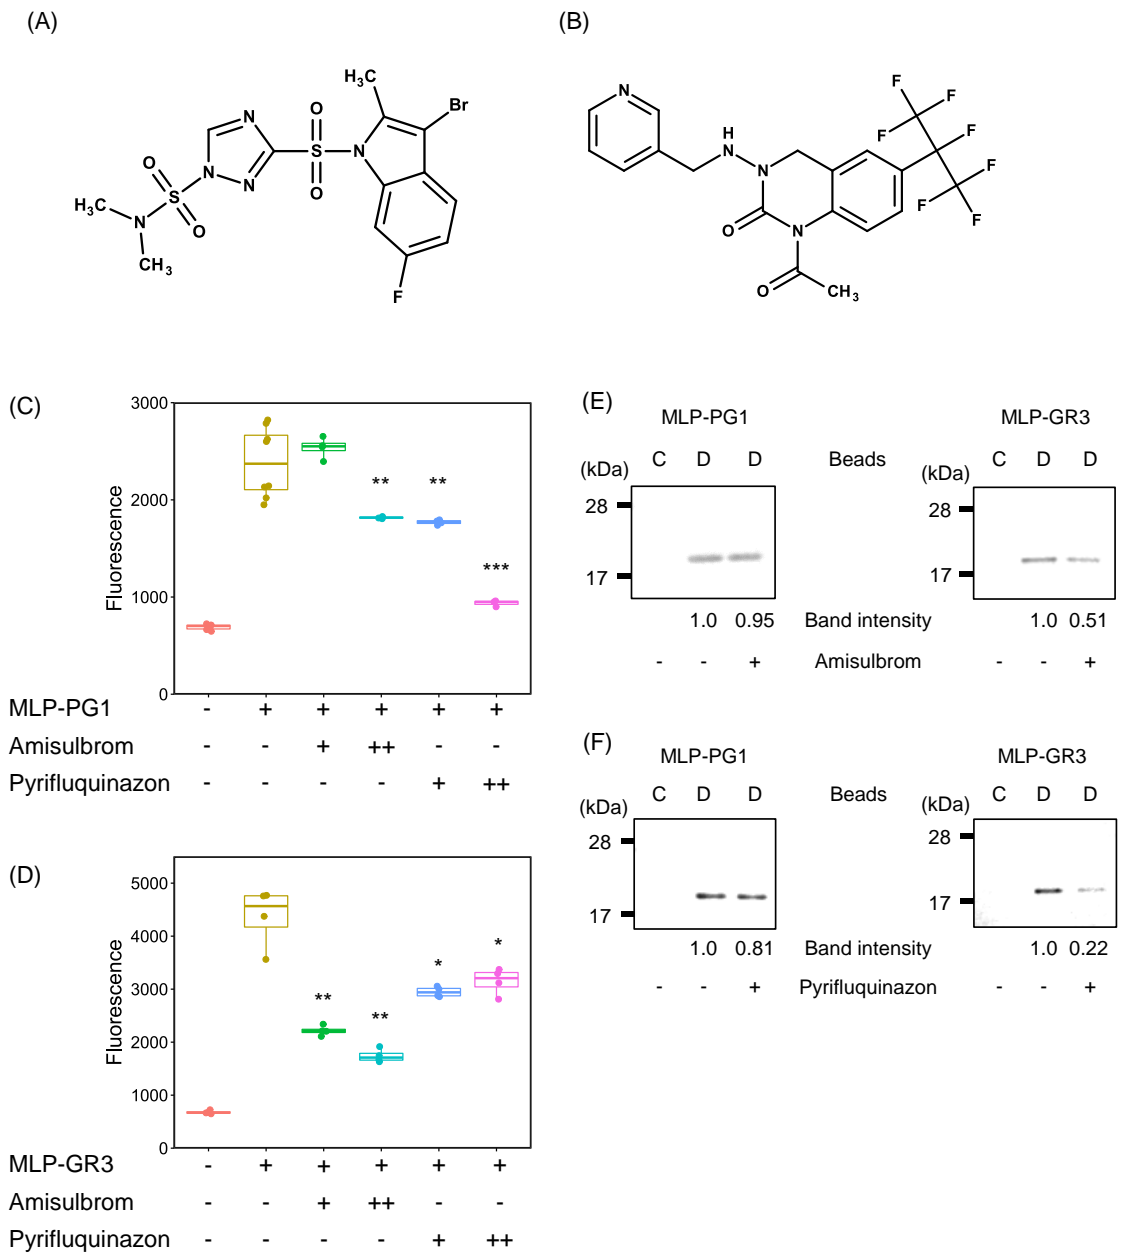 (A)
(B)
H3C
Br
O
N
S
N
N
N
O
O
S
O
H3C
N
CH3
F
N
H
N
N
O
N
O
CH3
F
F
F
F
F
F
F
(C)
3000
2000
1000
0
Fluorescence
** **
***
MLP-PG1 - + + + + +
Amisulbrom - - + ++ - -
Pyrifluquinazon - - - - + ++
(D)
5000
4000
3000
2000
1000
0
Fluorescence
**
**
*
*
MLP-GR3 - + + + + +
Amisulbrom - - + ++ - -
Pyrifluquinazon - - - - + ++
(E)
MLP-PG1 MLP-GR3
(kDa) C D D Beads (kDa) C D D
28 28
17 17
1.0 0.95 Band intensity 1.0 0.51
- - + Amisulbrom - - +
(F)
MLP-PG1 MLP-GR3
(kDa) C D D Beads (kDa) C D D
28 28
17 17
1.0 0.81 Band intensity 1.0 0.22
- - + Pyrifluquinazon - - +